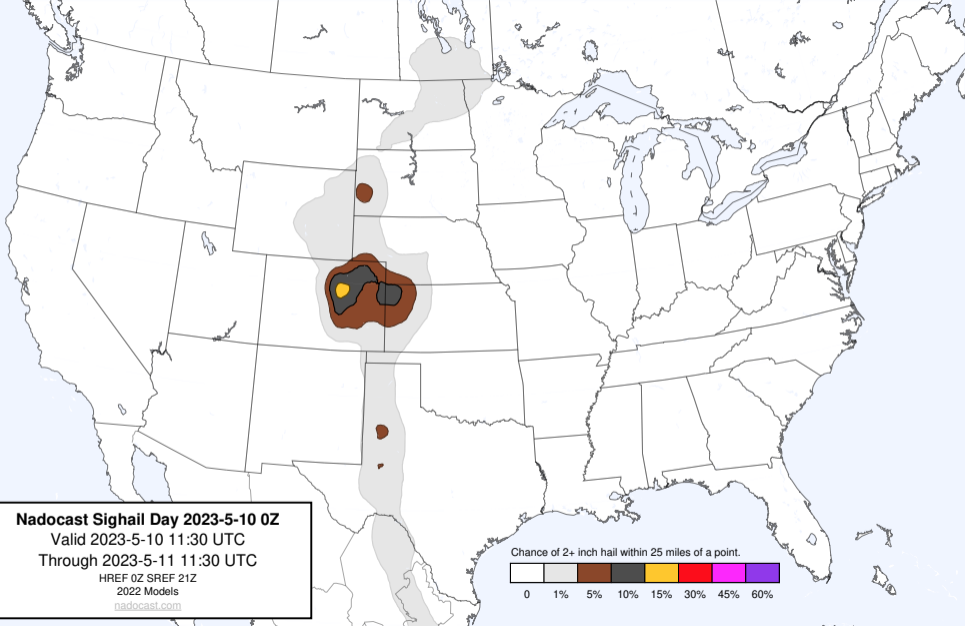 Nadocast Sighail Day 2023-5-10 0Z
Valid 2023-5-10 11:30 UTC
Through 2023-5-11 11:30 UTC
HREF 0Z SREF 21Z
2022 Models
nadocast.com
Chance of 2+ inch hail within 25 miles of a point.
0 1% 5% 10% 15% 30% 45% 60%